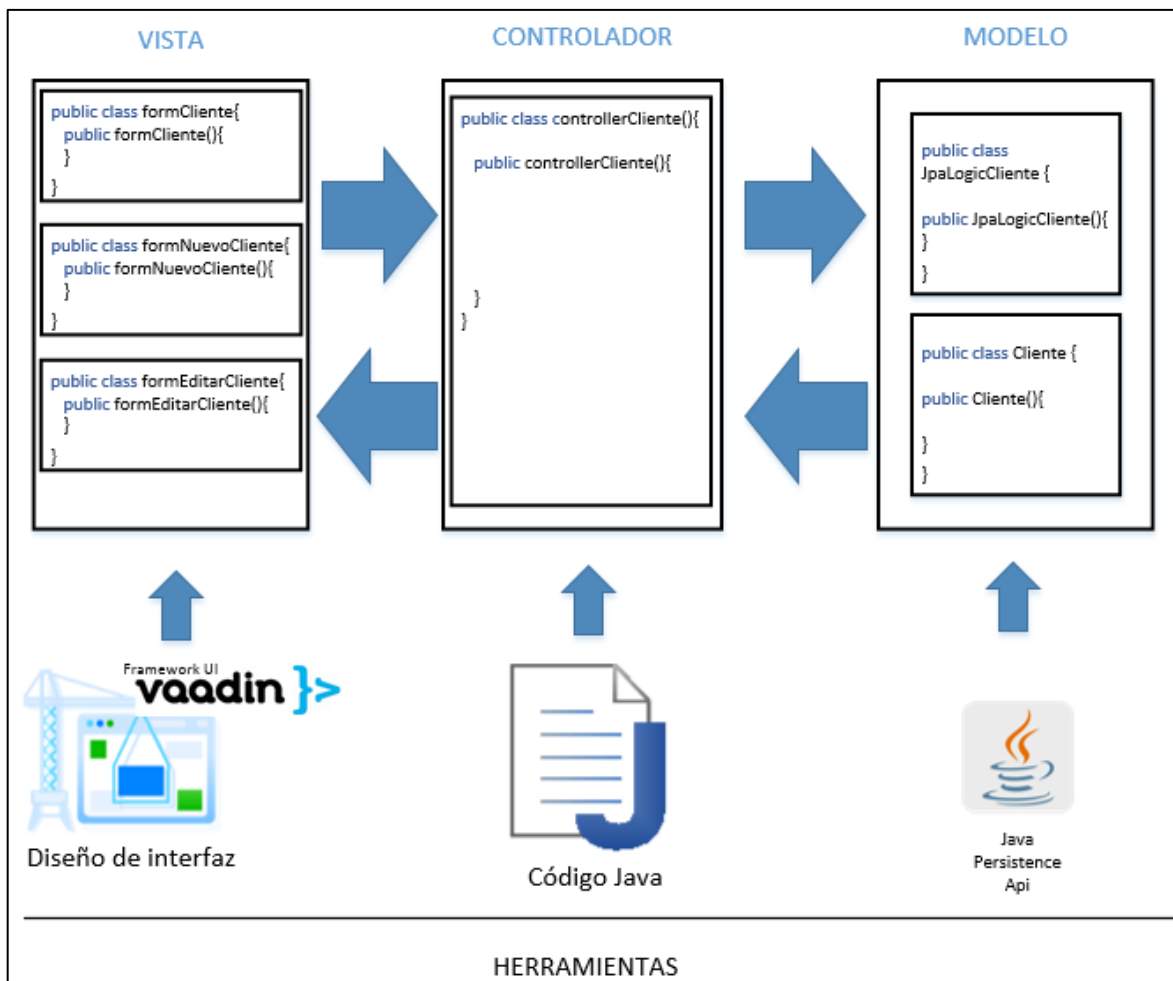 VISTA
CONTROLADOR
MODELO
public class formCliente{
public formCliente(){
}
}
public class formNuevoCliente{
public formNuevoCliente(){
}
}
public class formEditarCliente{
public formEditarCliente(){
}
}
public class controllerCliente(){
public controllerCliente(){
}
}
public class
JpaLogicCliente {
public JpaLogicCliente(){
}
}
public class Cliente {
public Cliente(){
}
}
Framework UI
vaadin }>
Diseño de interfaz
J
Código Java
Java
Persistence
Api
HERRAMIENTAS